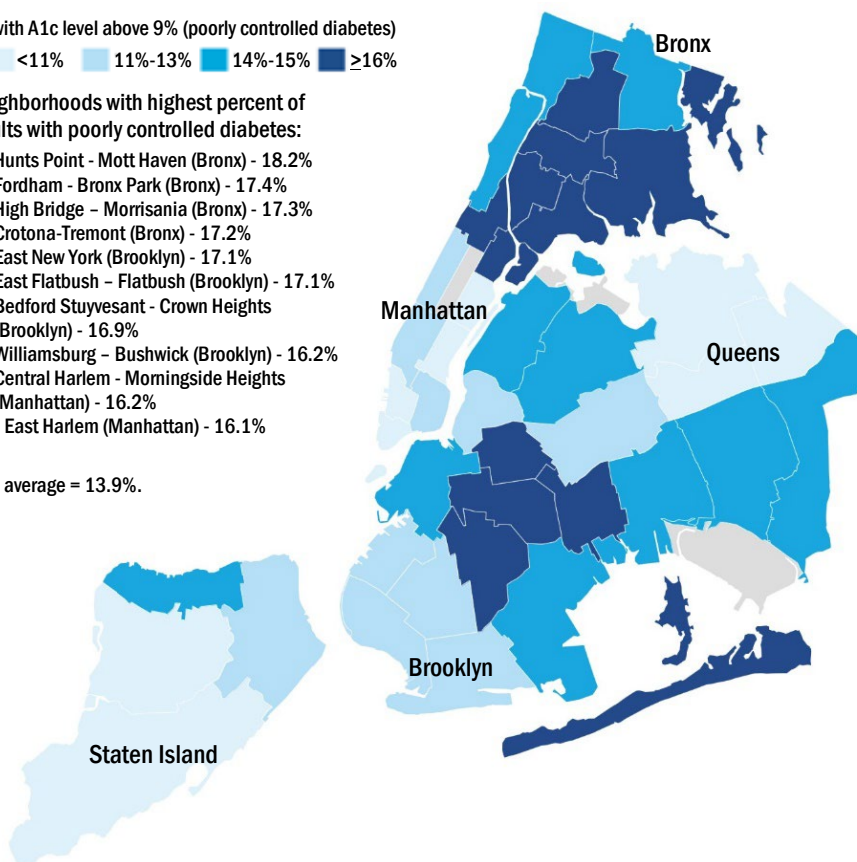 with A1c level above 9% (poorly controlled diabetes)
<11% 11%-13% 14%-15% ≥16%
ghborhoods with highest percent of
ults with poorly controlled diabetes:
Hunts Point - Mott Haven (Bronx) - 18.2%
Fordham - Bronx Park (Bronx) - 17.4%
High Bridge – Morrisania (Bronx) - 17.3%
Crotona-Tremont (Bronx) - 17.2%
East New York (Brooklyn) - 17.1%
East Flatbush – Flatbush (Brooklyn) - 17.1%
Bedford Stuyvesant - Crown Heights
(Brooklyn) - 16.9%
Williamsburg – Bushwick (Brooklyn) - 16.2%
Central Harlem - Morningside Heights
(Manhattan) - 16.2%
East Harlem (Manhattan) - 16.1%
average = 13.9%.
Bronx
Manhattan
Queens
Brooklyn
Staten Island